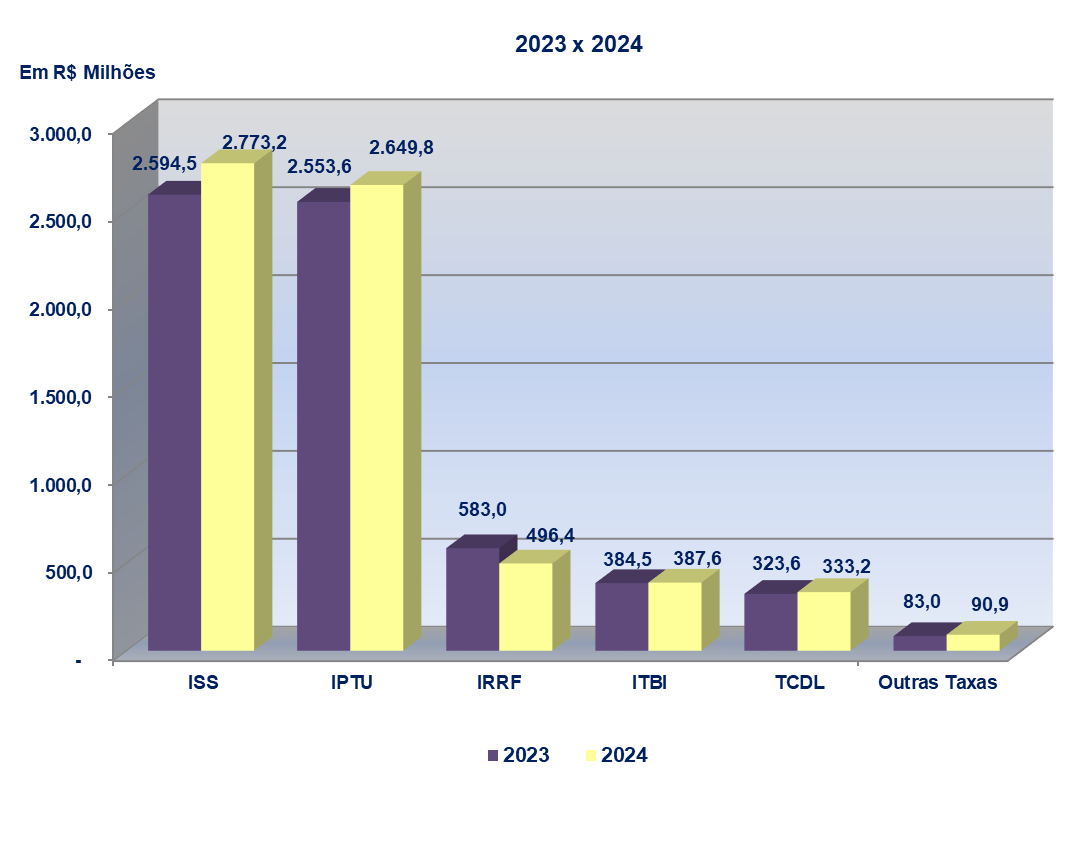 2023 x 2024
Em R$ Milhões
3.000,0
2.500,0
2.000,0
1.500,0
1.000,0
500,0
-
2.594,5
2.773,2
2.553,6
2.649,8
583,0
496,4
384,5
387,6
323,6
333,2
83,0
90,9
ISS
IPTU
IRRF
ITBI
TCDL
Outras Taxas
2023
2024